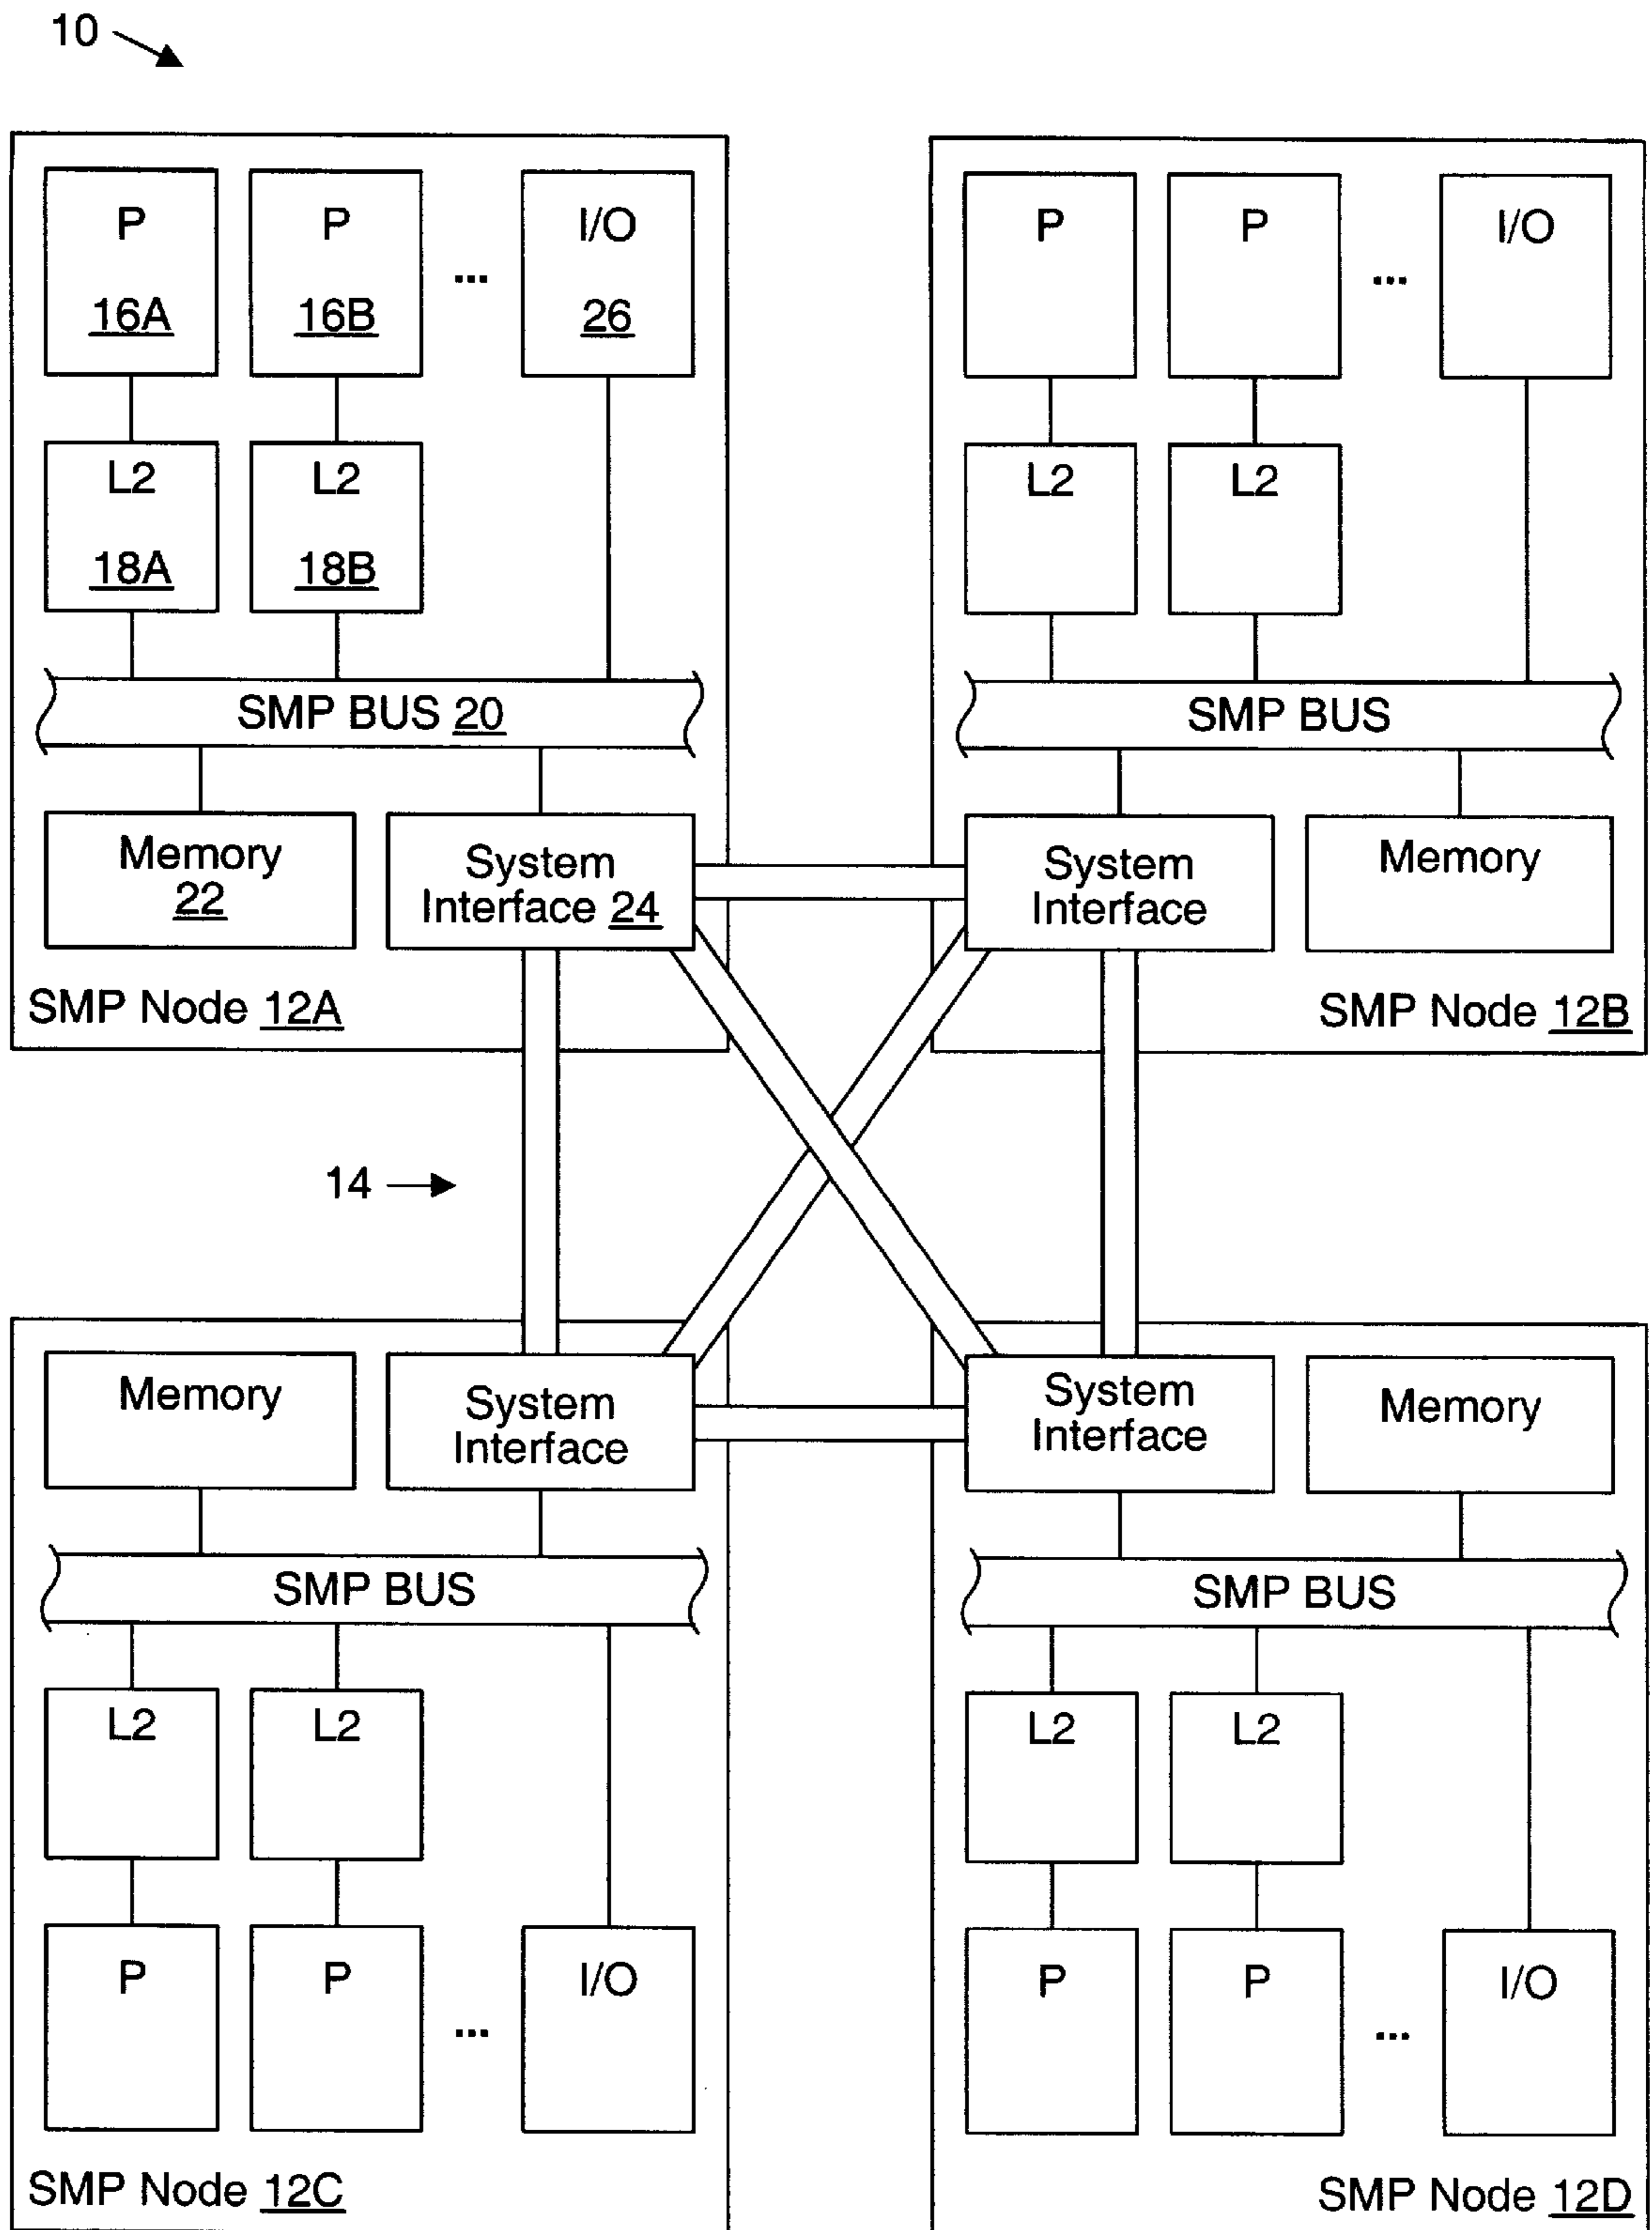 10
P
16A
P
16B
...
I/O
26
L2
18A
L2
18B
SMP BUS 20
Memory
22
System
Interface 24
SMP Node 12A
P
P
...
I/O
L2
L2
SMP BUS
System
Interface
Memory
SMP Node 12B
14
Memory
System
Interface
SMP BUS
L2
L2
P
P
...
I/O
SMP Node 12C
System
Interface
Memory
SMP BUS
L2
L2
P
P
...
I/O
SMP Node 12D